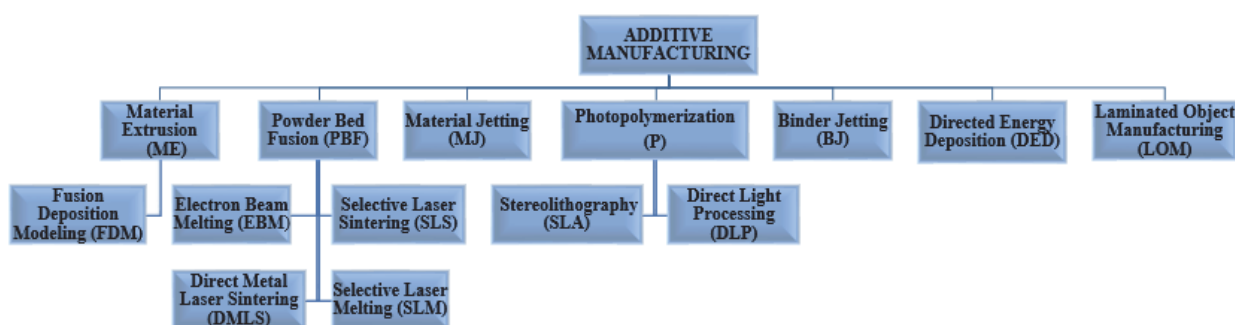 ADDITIVE
MANUFACTURING
Material
Extrusion
(ME)
Powder Bed
Fusion (PBF)
Material Jetting
(MJ)
Photopolymerization
(P)
Binder Jetting
(BJ)
Directed Energy
Deposition (DED)
Laminated Object
Manufacturing
(LOM)
Fusion
Deposition
Modeling (FDM)
Electron Beam
Melting (EBM)
Selective Laser
Sintering (SLS)
Stereolithography
(SLA)
Direct Light
Processing
(DLP)
Direct Metal
Laser Sintering
(DMLS)
Selective Laser
Melting (SLM)